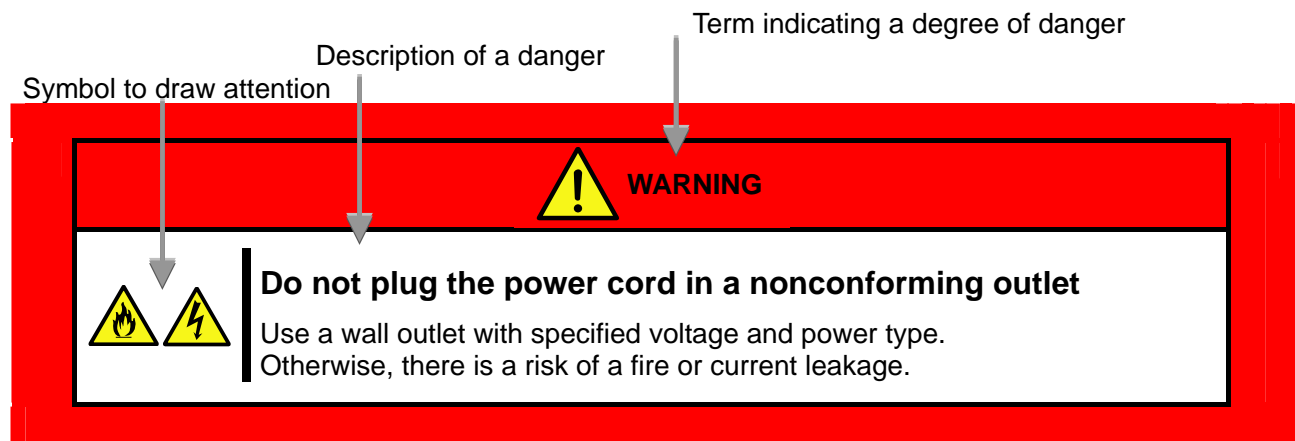 Term indicating a degree of danger
Description of a danger
Symbol to draw attention
WARNING
Do not plug the power cord in a nonconforming outlet
Use a wall outlet with specified voltage and power type.
Otherwise, there is a risk of a fire or current leakage.